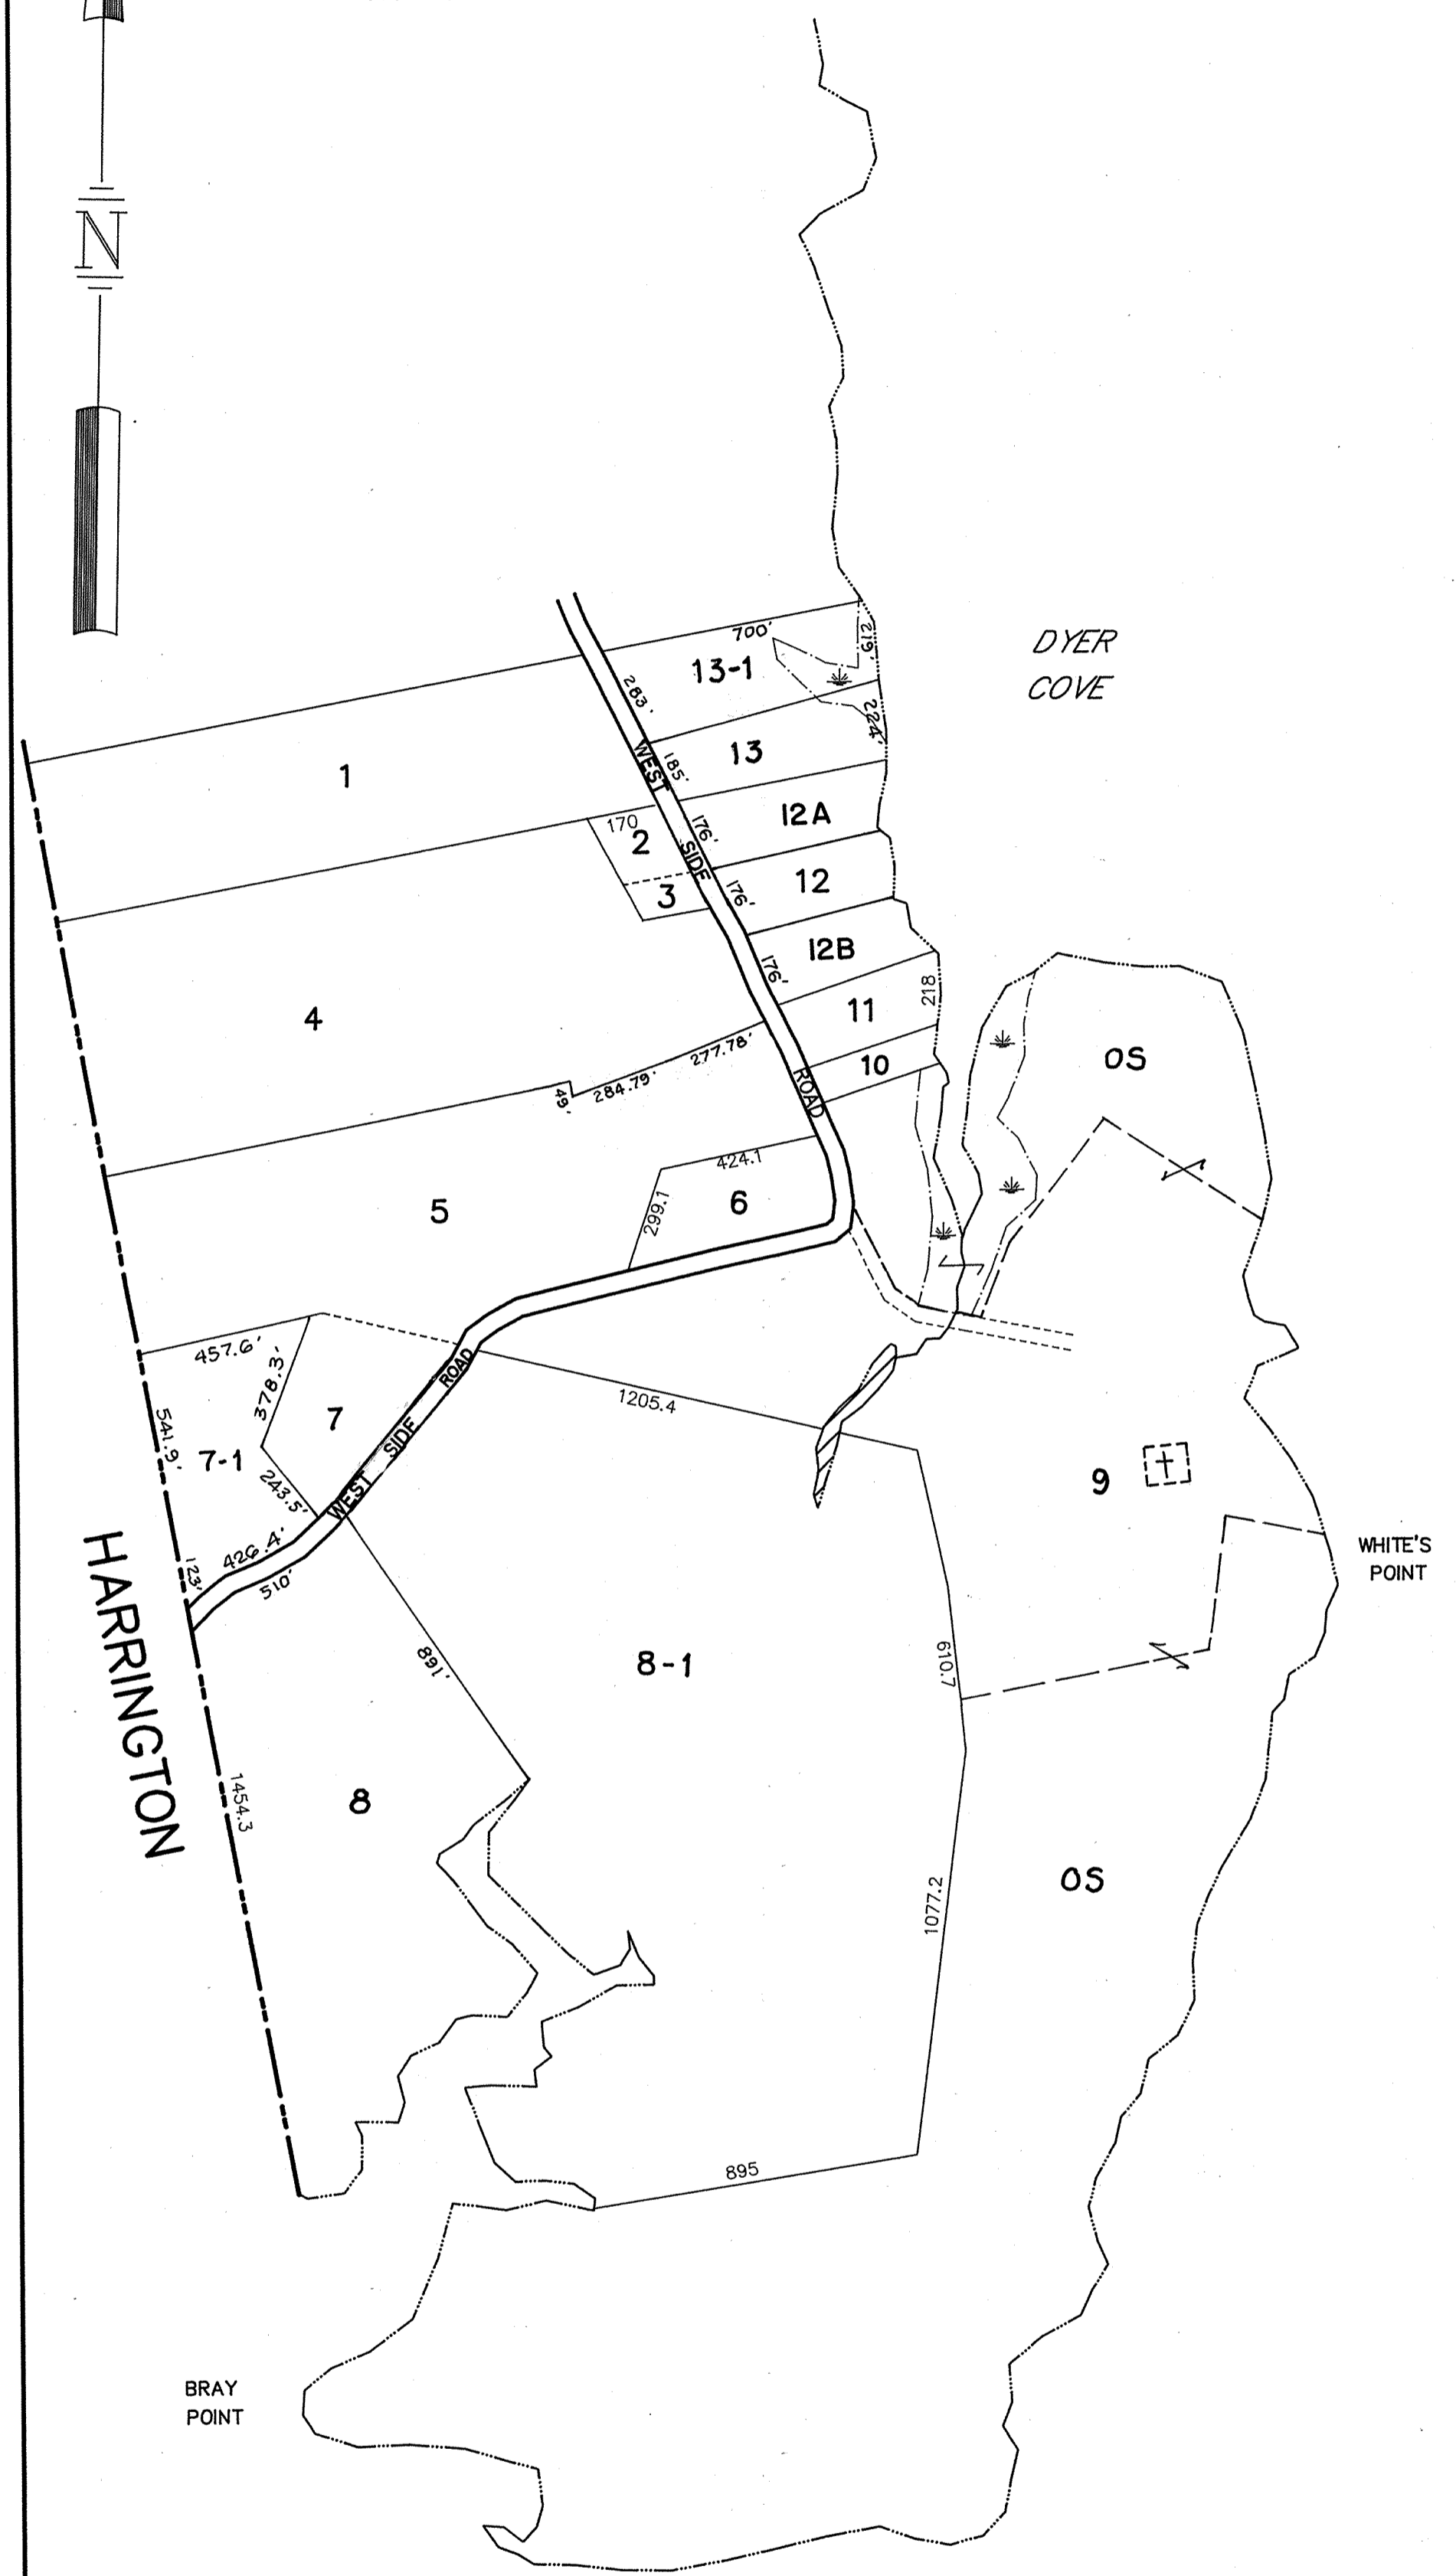 N
700'
219'
13-1
DYER
COVE
283'
224'
13
1
WEST
185'
12A
170
2
176'
SIDE
12
3
176'
12B
176'
218
11
4
OS
277.78'
10
284.79'
49'
ROAD
424.1
6
299.1
5
457.6'
378.3'
ROAD
1205.4
7
541.9'
SIDE
7-1
243.5'
WEST
9
426.4'
123'
510'
WHITE'S
POINT
HARRINGTON
891'
8-1
610.7
8
1454.3
OS
1077.2
895
BRAY
POINT